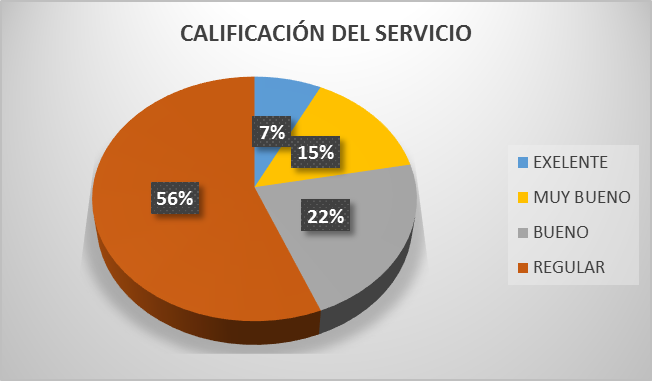 CALIFICACIÓN DEL SERVICIO
7%
15%
22%
56%
EXELENTE
MUY BUENO
BUENO
REGULAR